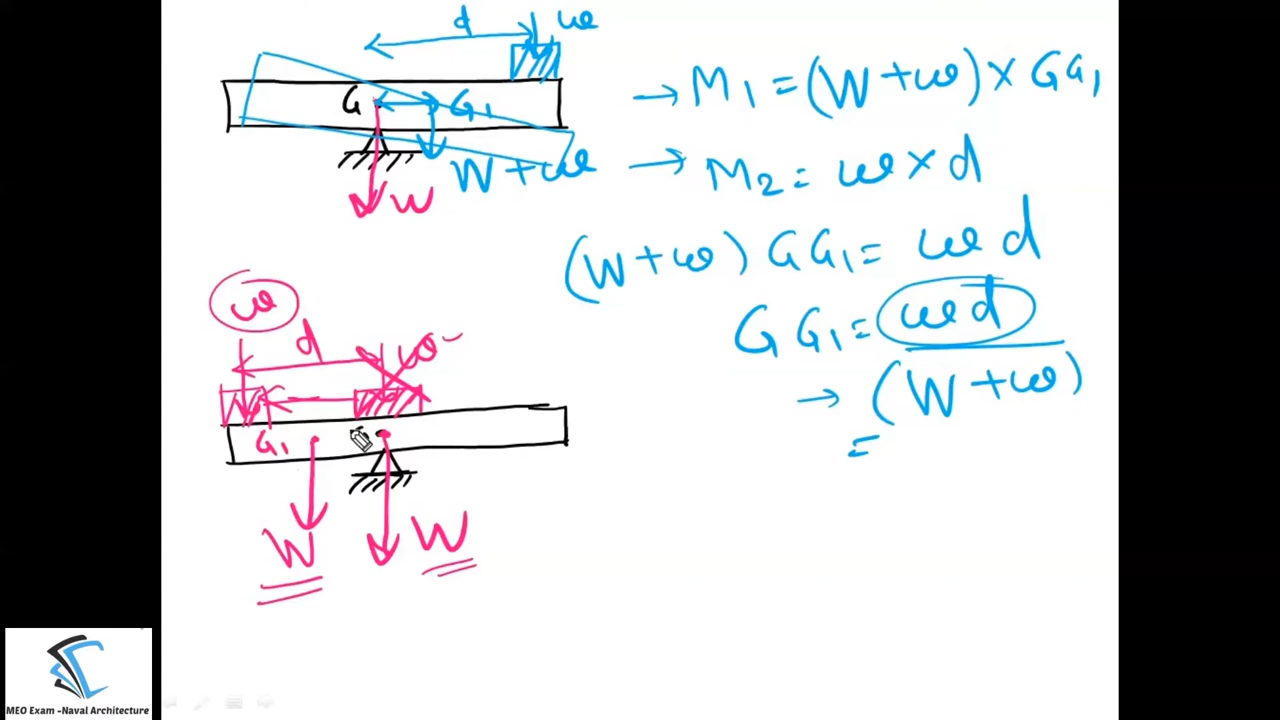 d w
G G₁
W+w
W
→ M₁ = (W+w) × GG₁
→ M₂ = w × d
(W+w) GG₁ = wd
GG₁ = wd
→ (W+w)
=
w
d w
G₁
W W
MEO Exam -Naval Architecture